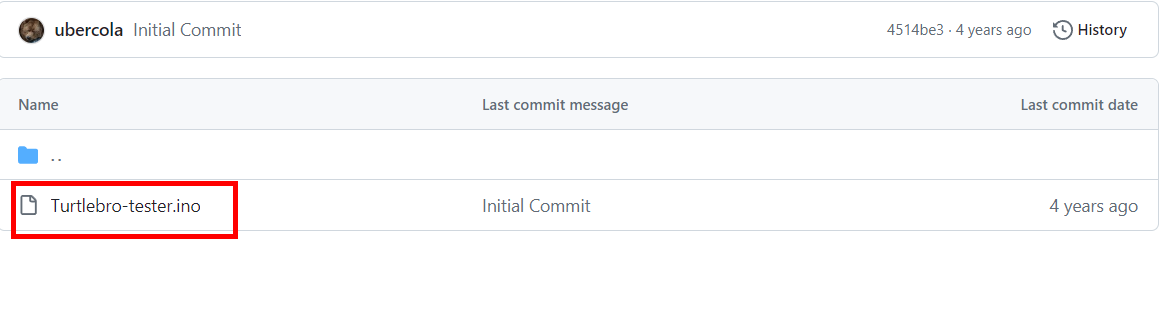 ubercola Initial Commit 4514be3 · 4 years ago History
Name Last commit message Last commit date
..
Turtlebro-tester.ino Initial Commit 4 years ago